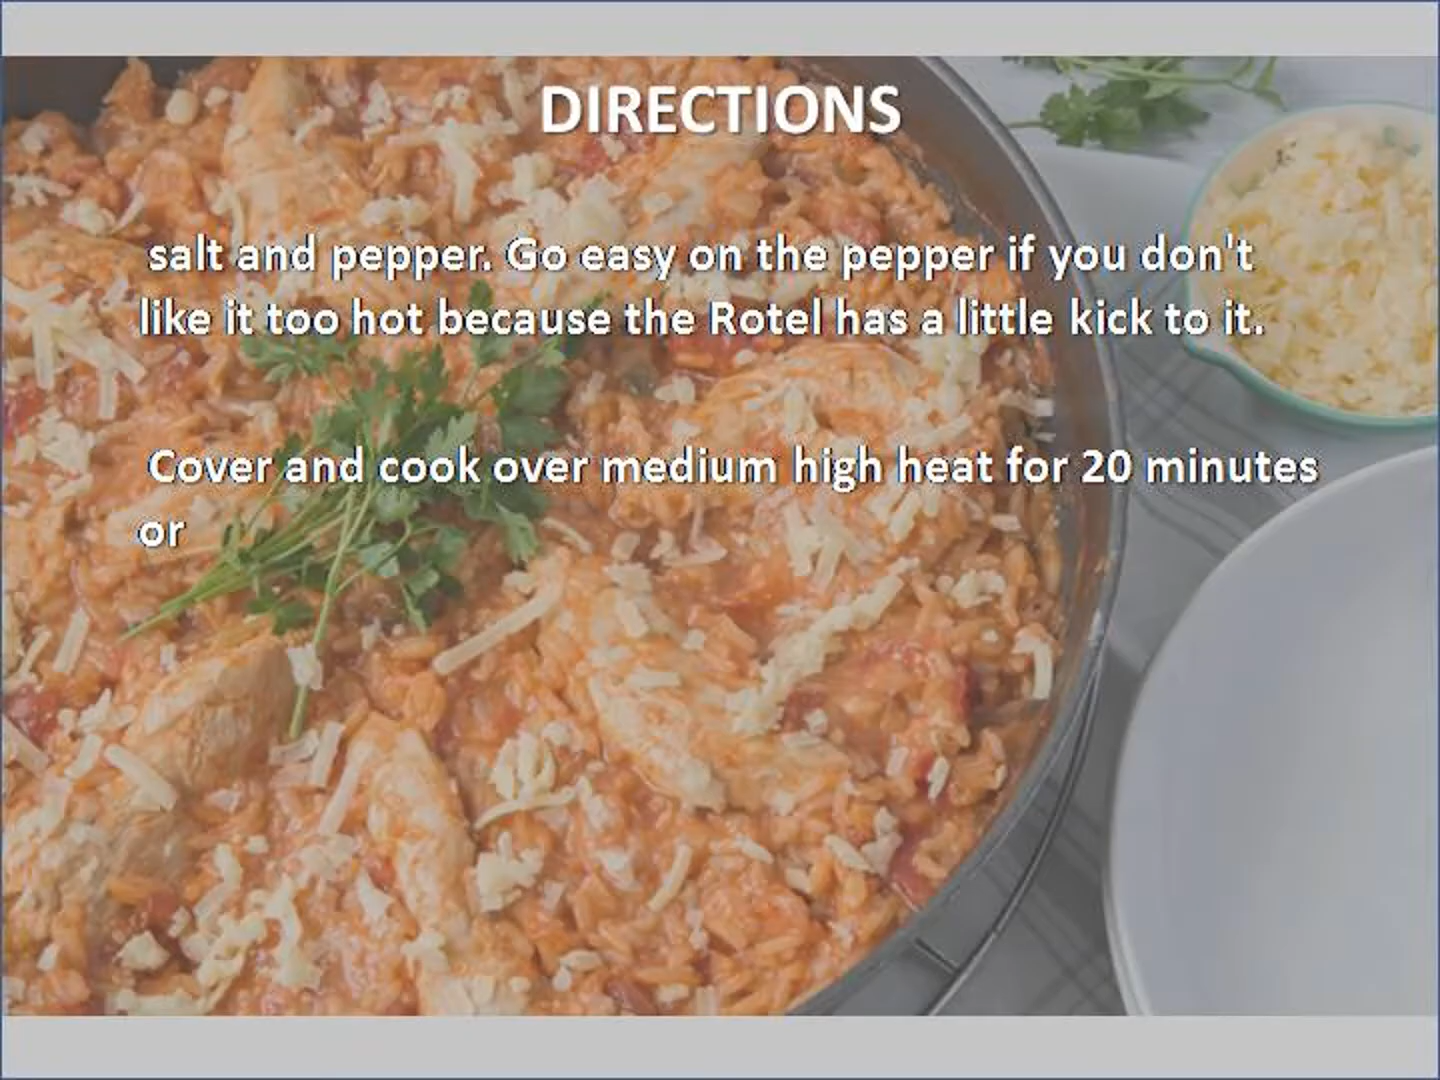 DIRECTIONS
salt and pepper. Go easy on the pepper if you don't
like it too hot because the Rotel has a little kick to it.
Cover and cook over medium high heat for 20 minutes
or